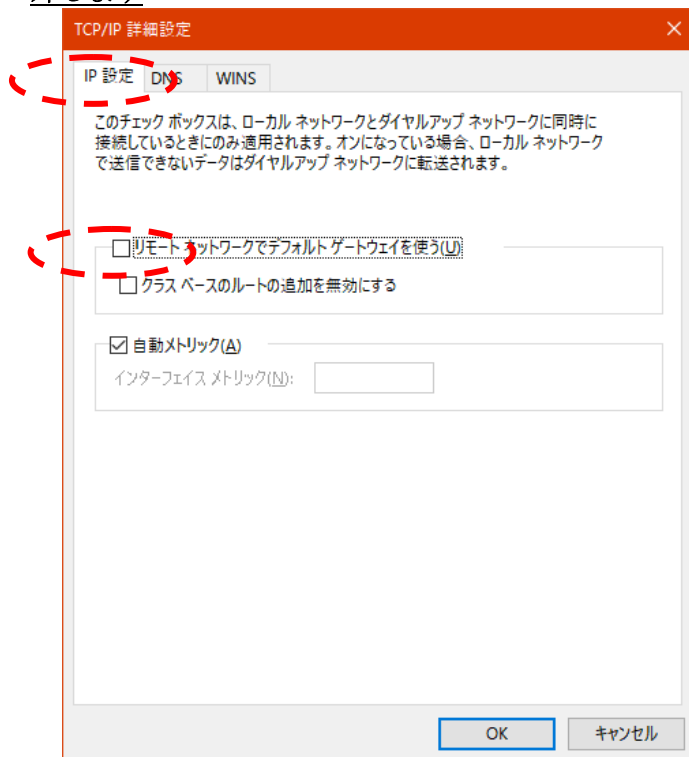 外します
TCP/IP 詳細設定
IP 設定 DNS WINS
このチェック ボックスは、ローカル ネットワークとダイヤルアップ ネットワークに同時に
接続しているときにのみ適用されます。オンになっている場合、ローカル ネットワーク
で送信できないデータはダイヤルアップ ネットワークに転送されます。
リモート ネットワークでデフォルト ゲートウェイを使う(U)
クラス ベースのルートの追加を無効にする
自動メトリック(A)
インターフェイス メトリック(N):
OK キャンセル